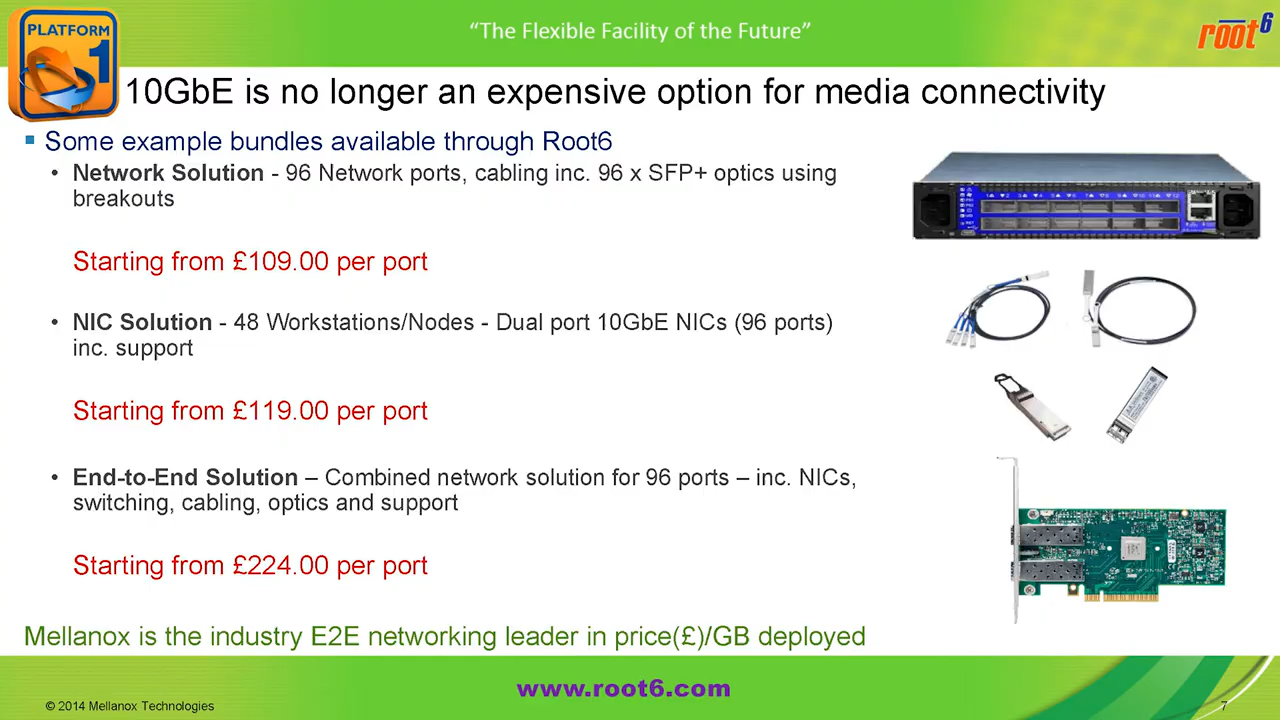 PLATFORM
1
“The Flexible Facility of the Future”
root6
10GbE is no longer an expensive option for media connectivity
▪ Some example bundles available through Root6
• Network Solution - 96 Network ports, cabling inc. 96 x SFP+ optics using
breakouts
Starting from £109.00 per port
• NIC Solution - 48 Workstations/Nodes - Dual port 10GbE NICs (96 ports)
inc. support
Starting from £119.00 per port
• End-to-End Solution – Combined network solution for 96 ports – inc. NICs,
switching, cabling, optics and support
Starting from £224.00 per port
Mellanox is the industry E2E networking leader in price(£)/GB deployed
www.root6.com
© 2014 Mellanox Technologies
7